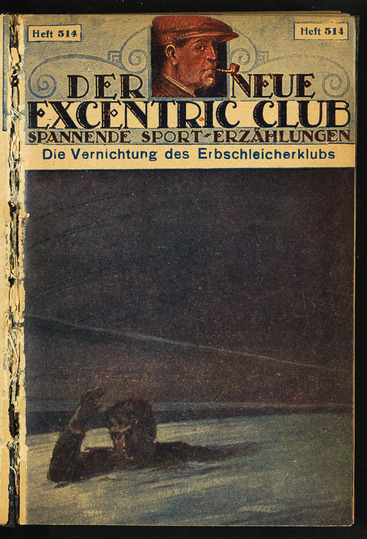 Heft 514
Heft 514
DER NEUE
EXCENTRIC CLUB
SPANNENDE SPORT-ERZÄHLUNGEN
Die Vernichtung des Erbschleicherklubs